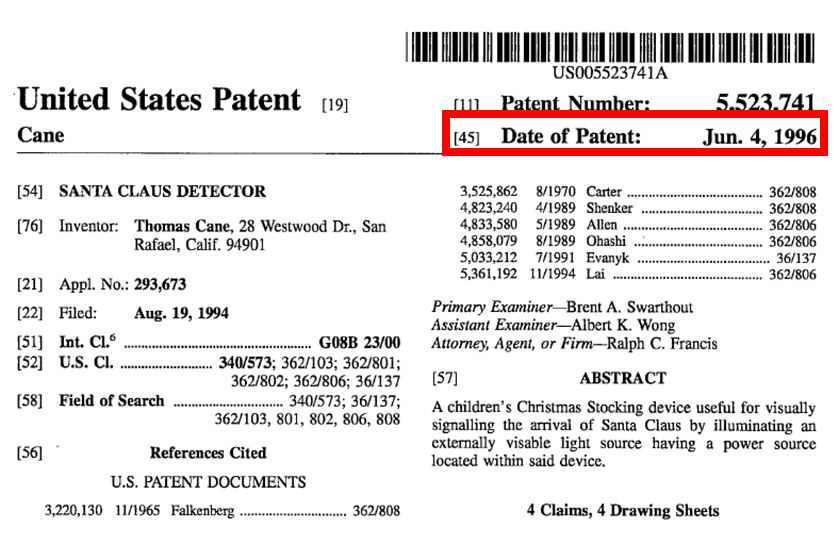 US005523741A
United States Patent [19]
Cane
[11] Patent Number: 5,523,741
[45] Date of Patent: Jun. 4, 1996
[54] SANTA CLAUS DETECTOR
[76] Inventor: Thomas Cane, 28 Westwood Dr., San
Rafael, Calif. 94901
[21] Appl. No.: 293,673
[22] Filed: Aug. 19, 1994
[51] Int. Cl.⁶ ................................................ G08B 23/00
[52] U.S. Cl. ........................ 340/573; 362/103; 362/801;
362/802; 362/806; 36/137
[58] Field of Search ............................ 340/573; 36/137;
362/103, 801, 802, 806, 808
[56] References Cited
U.S. PATENT DOCUMENTS
3,220,130 11/1965 Falkenberg ............................ 362/808
3,525,862 8/1970 Carter .................................... 362/808
4,823,240 4/1989 Shenker ................................. 362/808
4,833,580 5/1989 Allen ..................................... 362/806
4,858,079 8/1989 Ohashi ................................... 362/806
5,033,212 7/1991 Evanyk .................................. 36/137
5,361,192 11/1994 Lai ....................................... 362/806
Primary Examiner—Brent A. Swarthout
Assistant Examiner—Albert K. Wong
Attorney, Agent, or Firm—Ralph C. Francis
[57] ABSTRACT
A children's Christmas Stocking device useful for visually
signalling the arrival of Santa Claus by illuminating an
externally visable light source having a power source
located within said device.
4 Claims, 4 Drawing Sheets